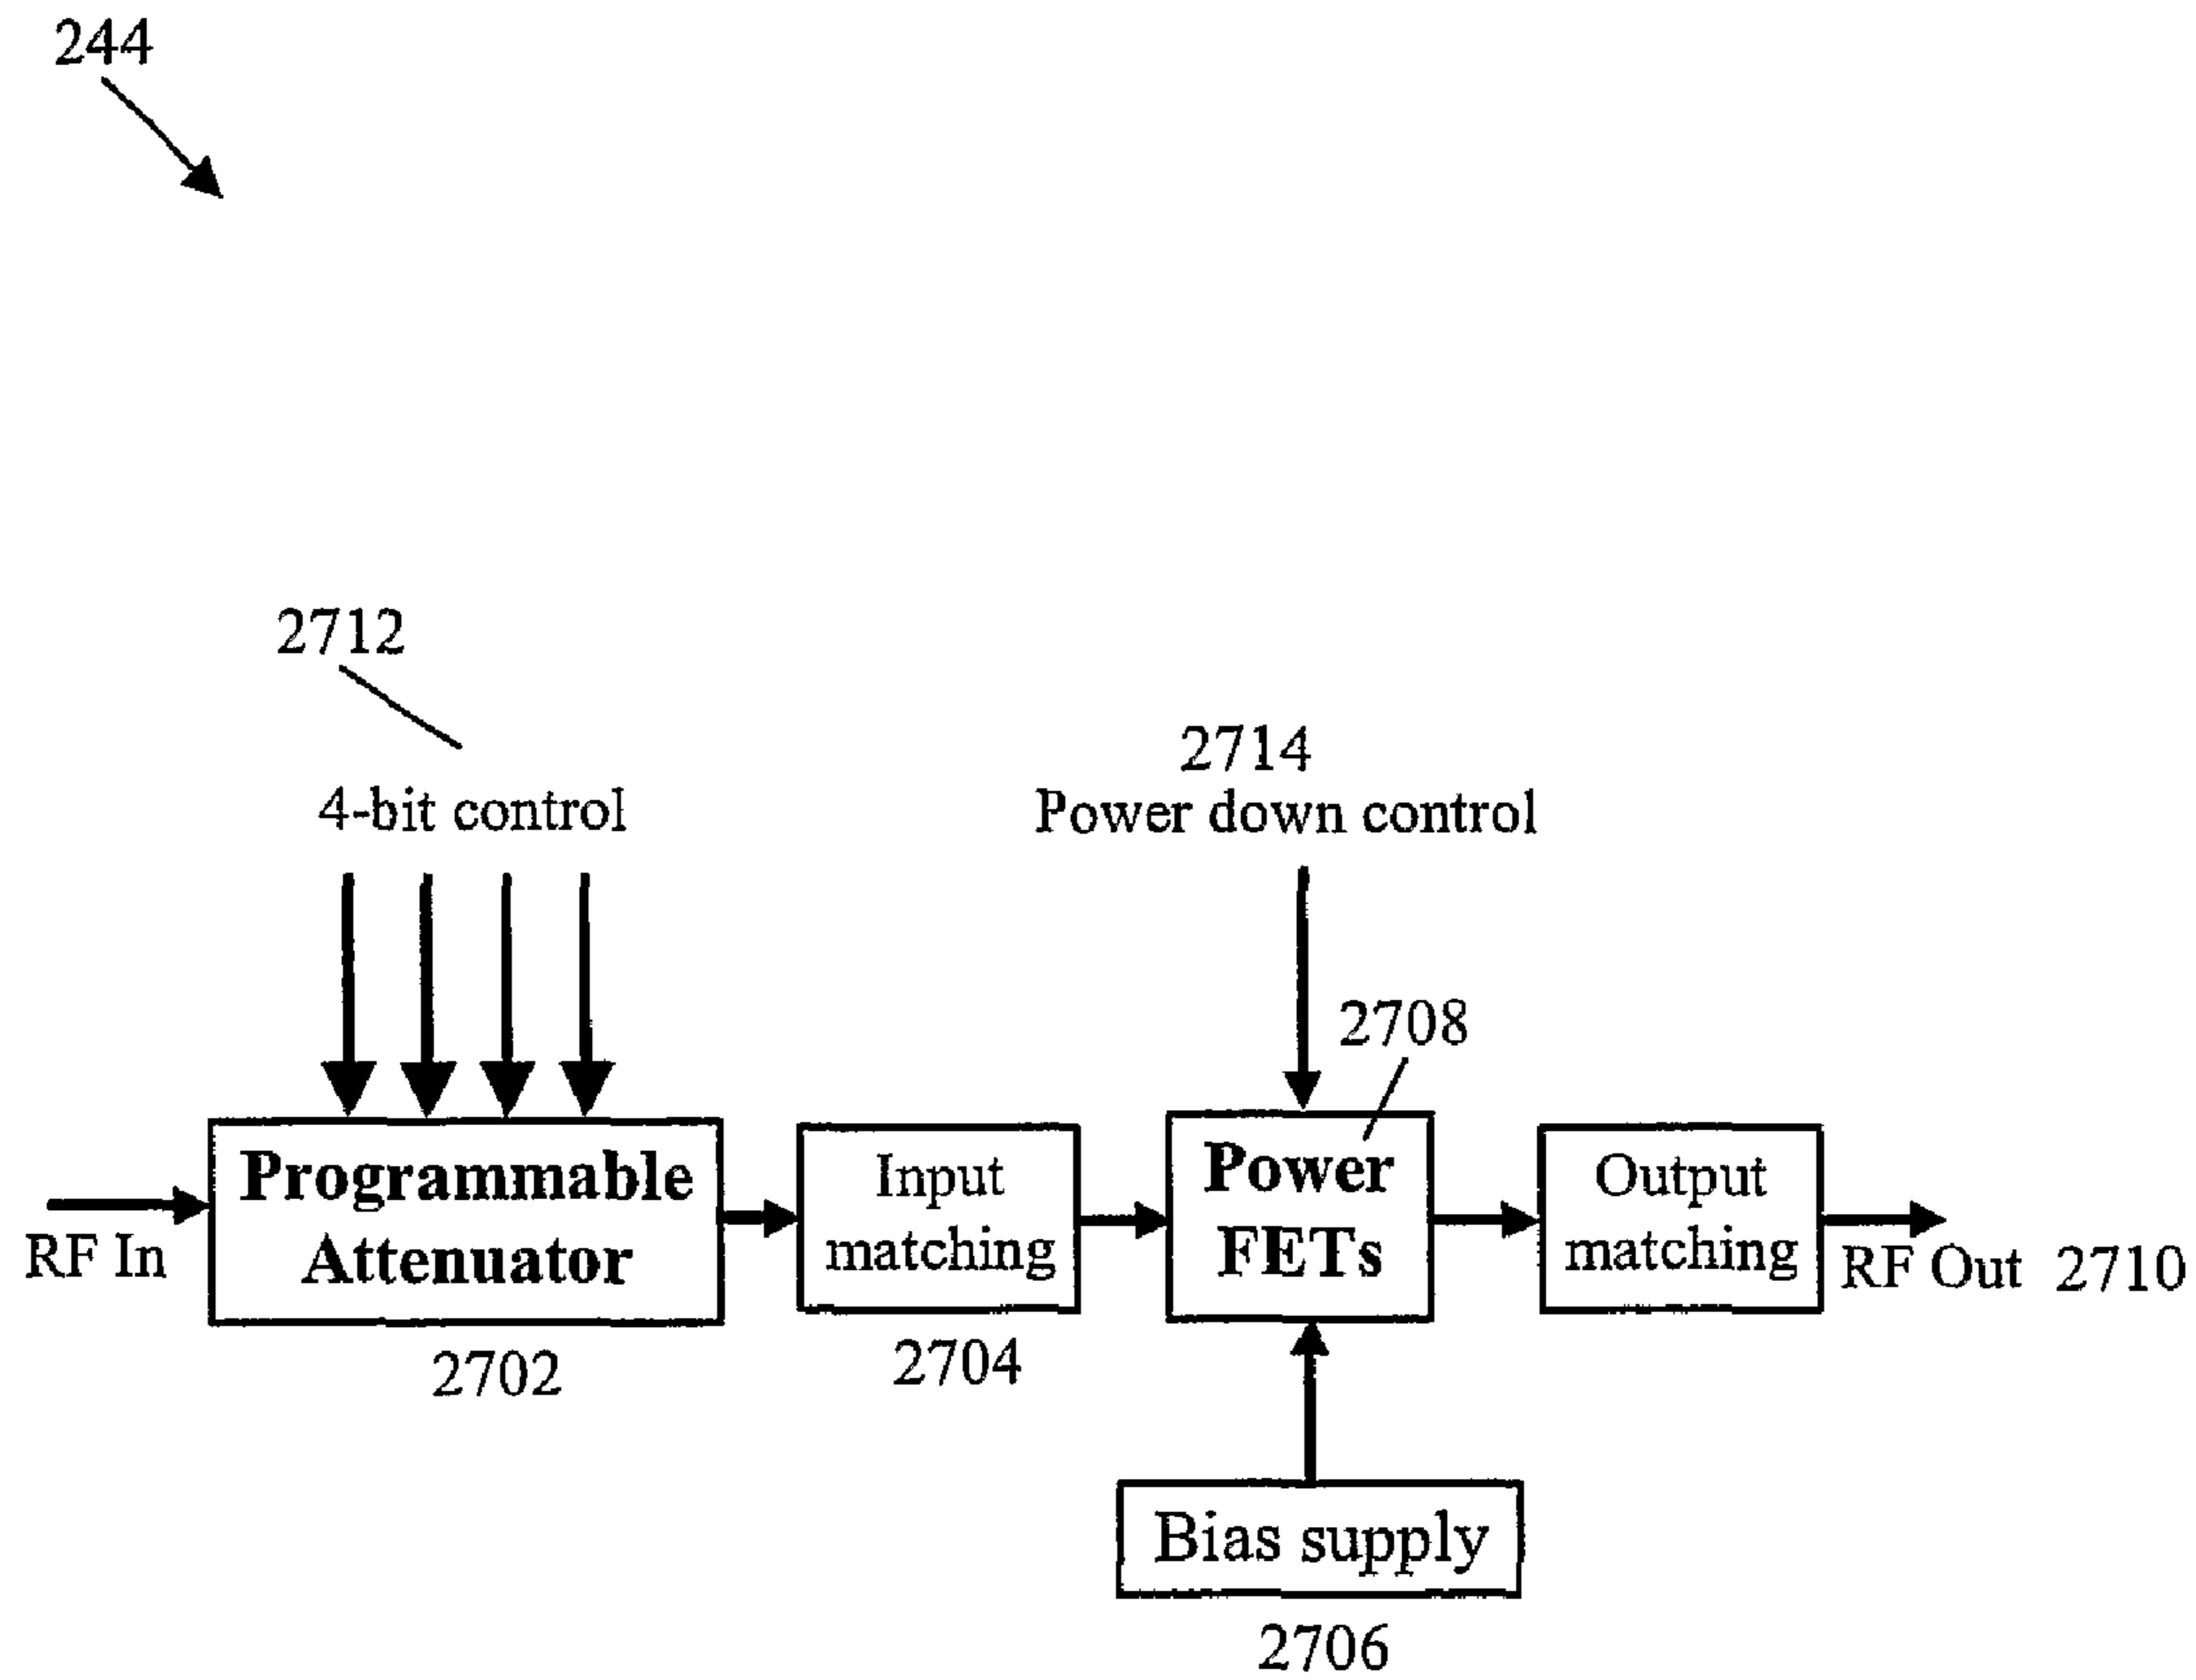 244
2712
4-bit control
2714
Power down control
2708
RF In
Programmable
Attenuator
2702
Input
matching
2704
Power
FETs
Output
matching
RF Out 2710
Bias supply
2706